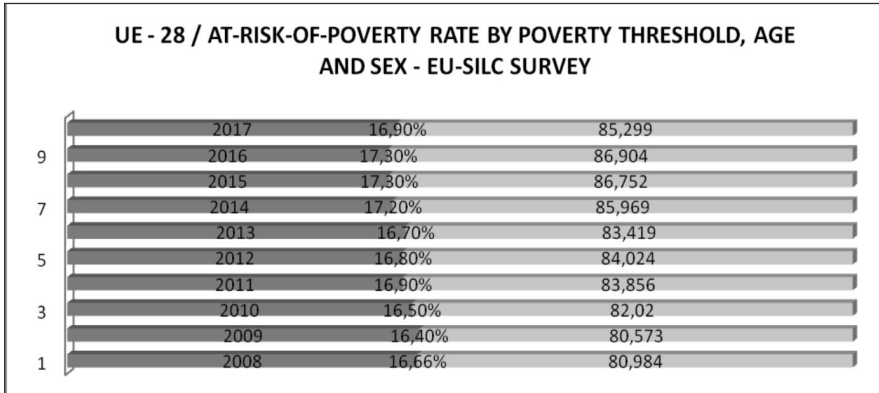 UE - 28 / AT-RISK-OF-POVERTY RATE BY POVERTY THRESHOLD, AGE
AND SEX - EU-SILC SURVEY
2017 16,90% 85,299
9 2016 17,30% 86,904
2015 17,30% 86,752
7 2014 17,20% 85,969
2013 16,70% 83,419
5 2012 16,80% 84,024
2011 16,90% 83,856
3 2010 16,50% 82,02
2009 16,40% 80,573
1 2008 16,66% 80,984